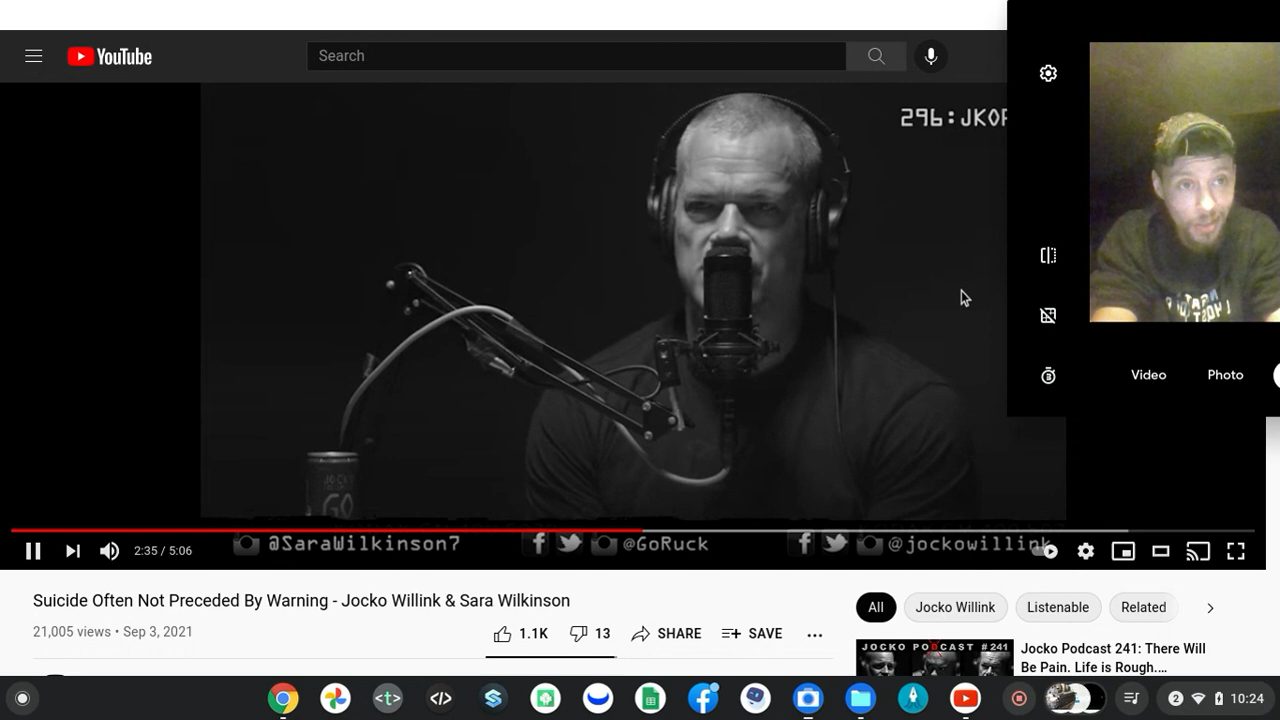 YouTube
Search
296:JKO
GO
@SaraWilkinson7
@GoRuck
@jockowillink
2:35 / 5:06
Video
Photo
Suicide Often Not Preceded By Warning - Jocko Willink & Sara Wilkinson
21,005 views • Sep 3, 2021
1.1K
13
SHARE
SAVE
All
Jocko Willink
Listenable
Related
JOCKO PODCAST #241
Jocko Podcast 241: There Will
Be Pain. Life is Rough....
<t>
</>
2
10:24